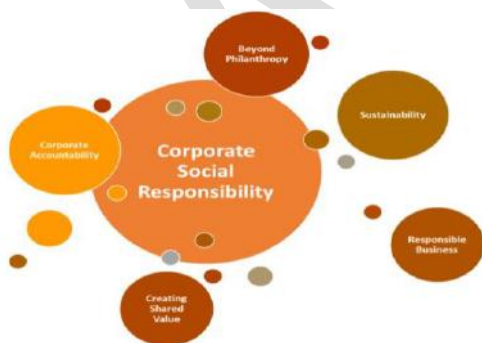 Beyond
Philanthropy
Sustainability
Corporate
Accountability
Corporate
Social
Responsibility
Responsible
Business
Creating
Shared
Value